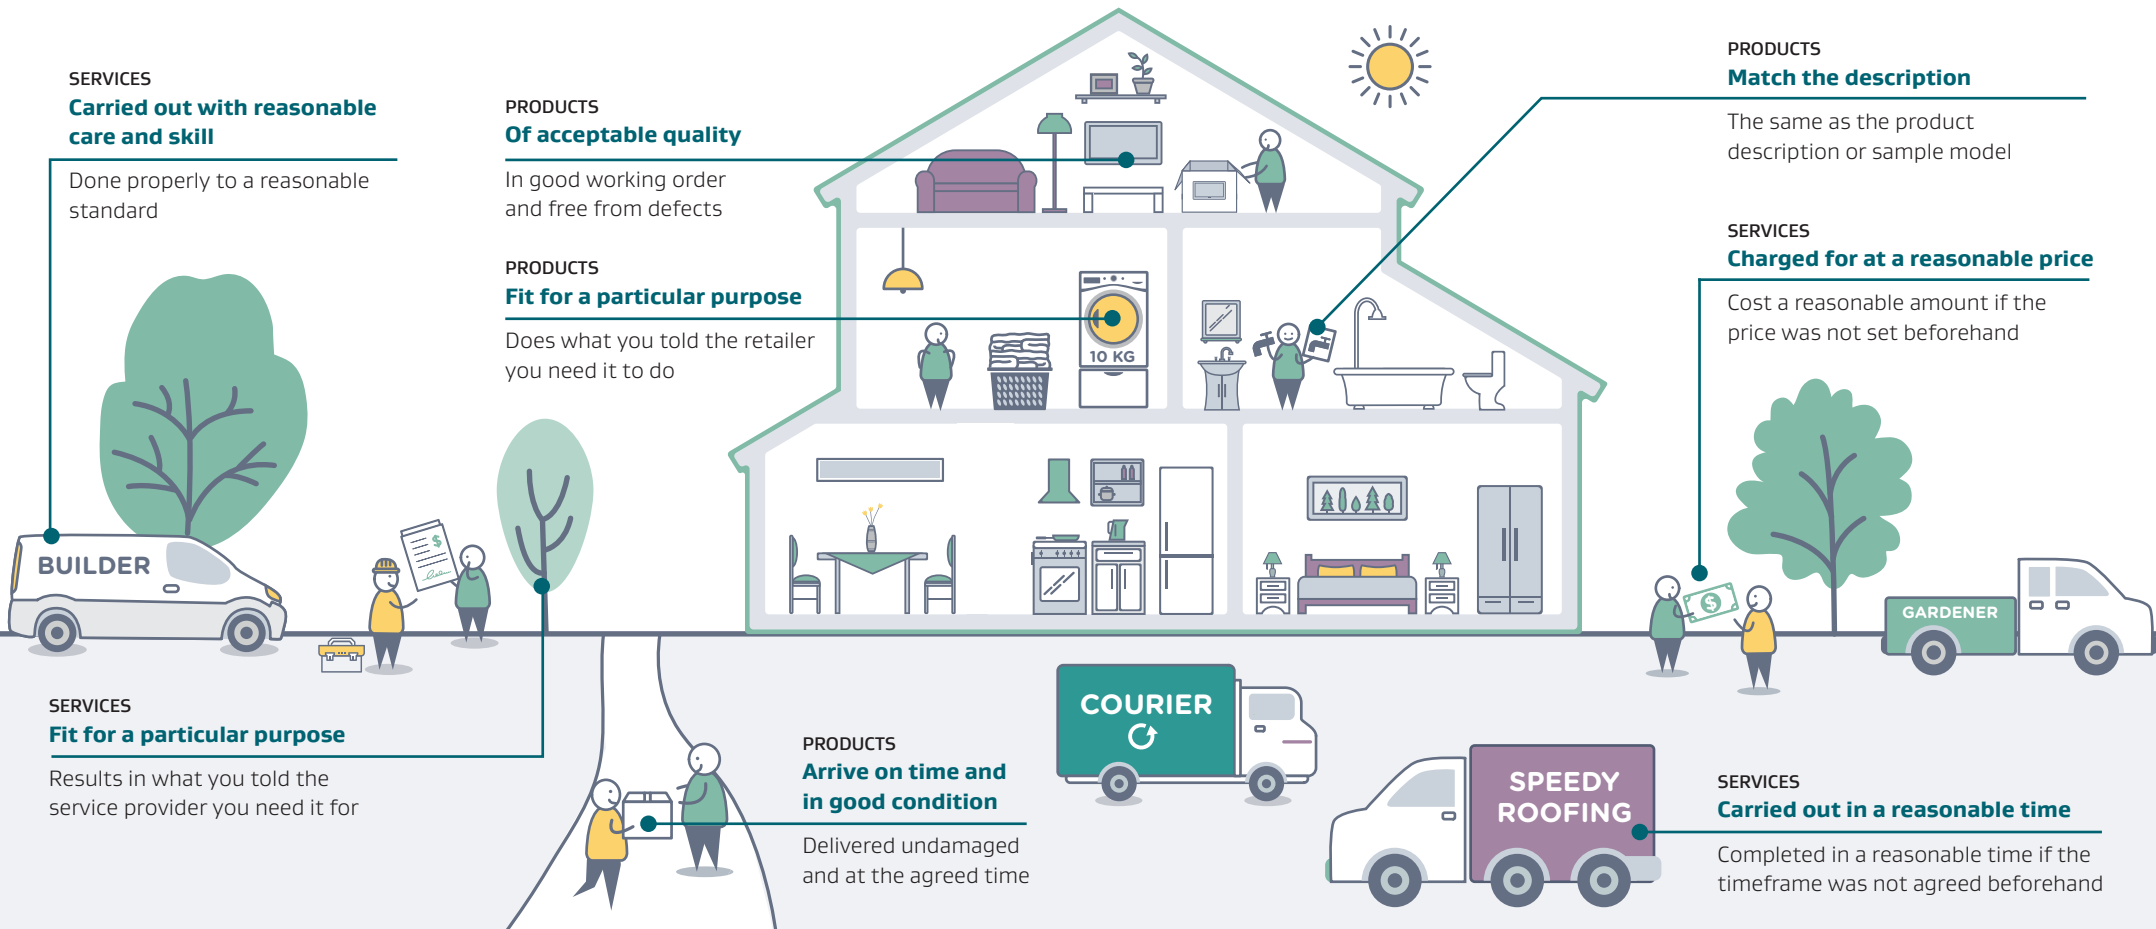 SERVICES
Carried out with reasonable
care and skill
Done properly to a reasonable
standard
PRODUCTS
Of acceptable quality
In good working order
and free from defects
PRODUCTS
Fit for a particular purpose
Does what you told the retailer
you need it to do
PRODUCTS
Match the description
The same as the product
description or sample model
SERVICES
Charged for at a reasonable price
Cost a reasonable amount if the
price was not set beforehand
10 KG
BUILDER
$
$
GARDENER
SERVICES
Fit for a particular purpose
Results in what you told the
service provider you need it for
PRODUCTS
Arrive on time and
in good condition
Delivered undamaged
and at the agreed time
COURIER
SPEEDY
ROOFING
SERVICES
Carried out in a reasonable time
Completed in a reasonable time if the
timeframe was not agreed beforehand